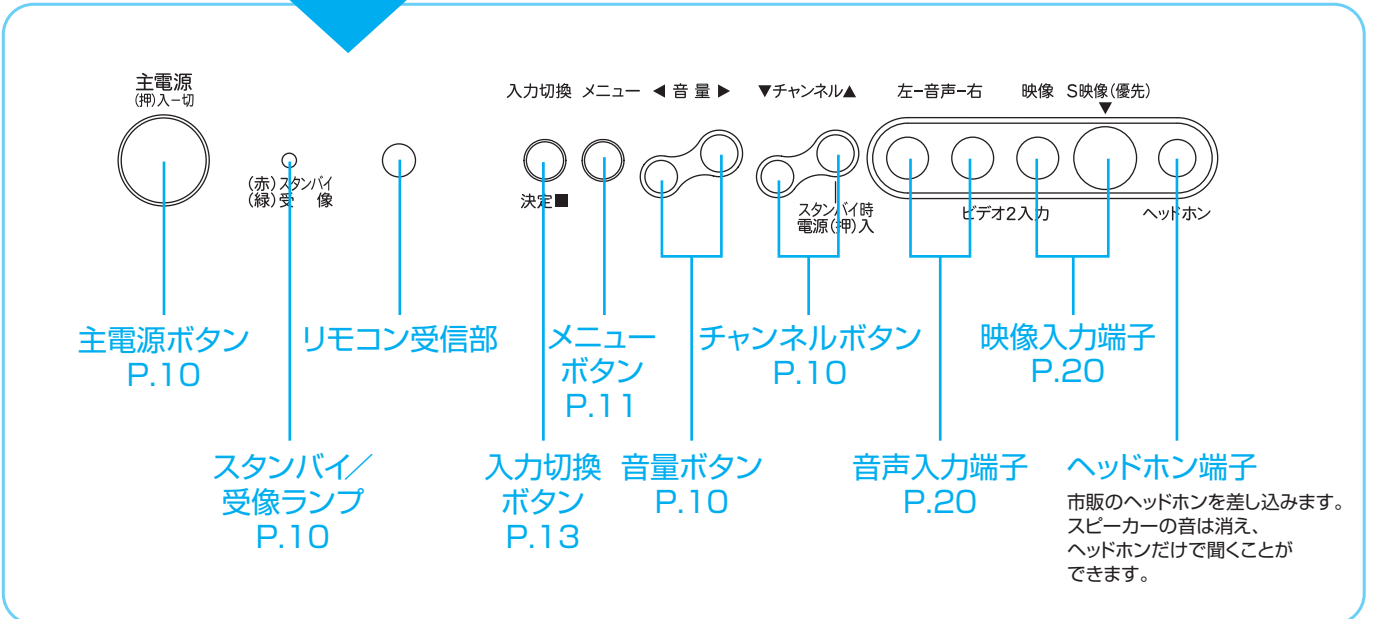 主電源
(押)入ー切
入力切換 メニュー ◀ 音 量 ▶ ▼チャンネル▲ 左ー音声ー右 映像 S映像(優先)
▼
(赤)スタンバイ
(緑)受 像
決定■
スタンバイ時
電源(押)入
ビデオ2入力 ヘッドホン
主電源ボタン
P.10
リモコン受信部
メニュー
ボタン
P.11
チャンネルボタン
P.10
映像入力端子
P.20
スタンバイ／
受像ランプ
P.10
入力切換
ボタン
P.13
音量ボタン
P.10
音声入力端子
P.20
ヘッドホン端子
市販のヘッドホンを差し込みます。
スピーカーの音は消え、
ヘッドホンだけで聞くことが
できます。